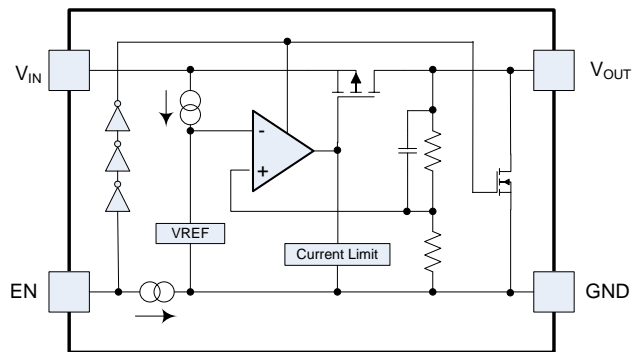 VIN
VOUT
-
+
VREF
Current Limit
EN
GND